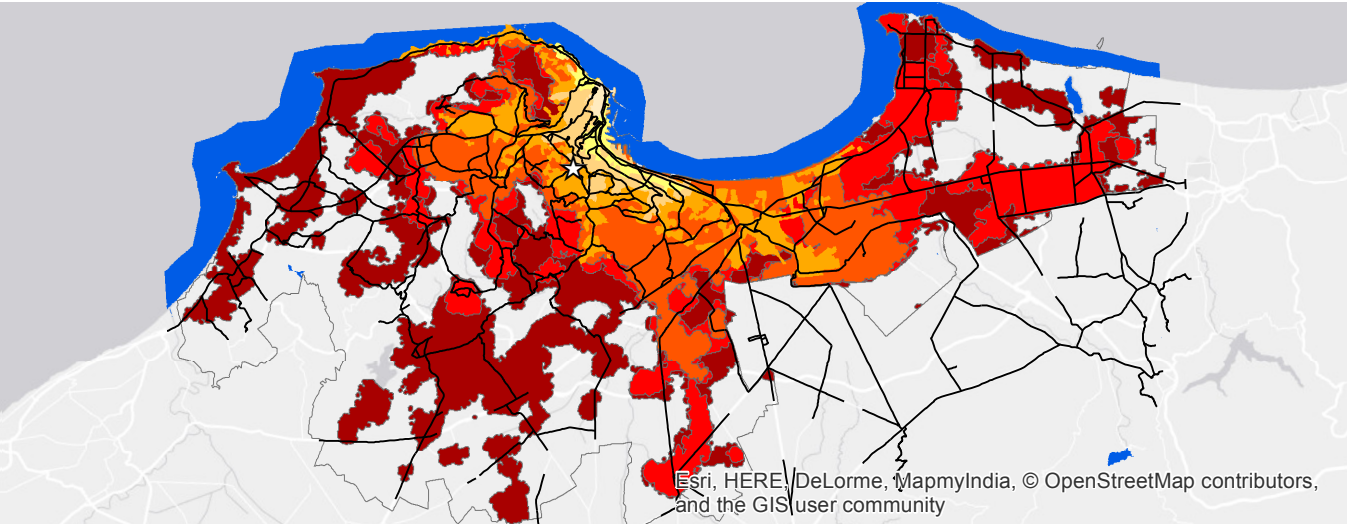 Esri, HERE, DeLorme, MapmyIndia, © OpenStreetMap contributors,
and the GIS user community